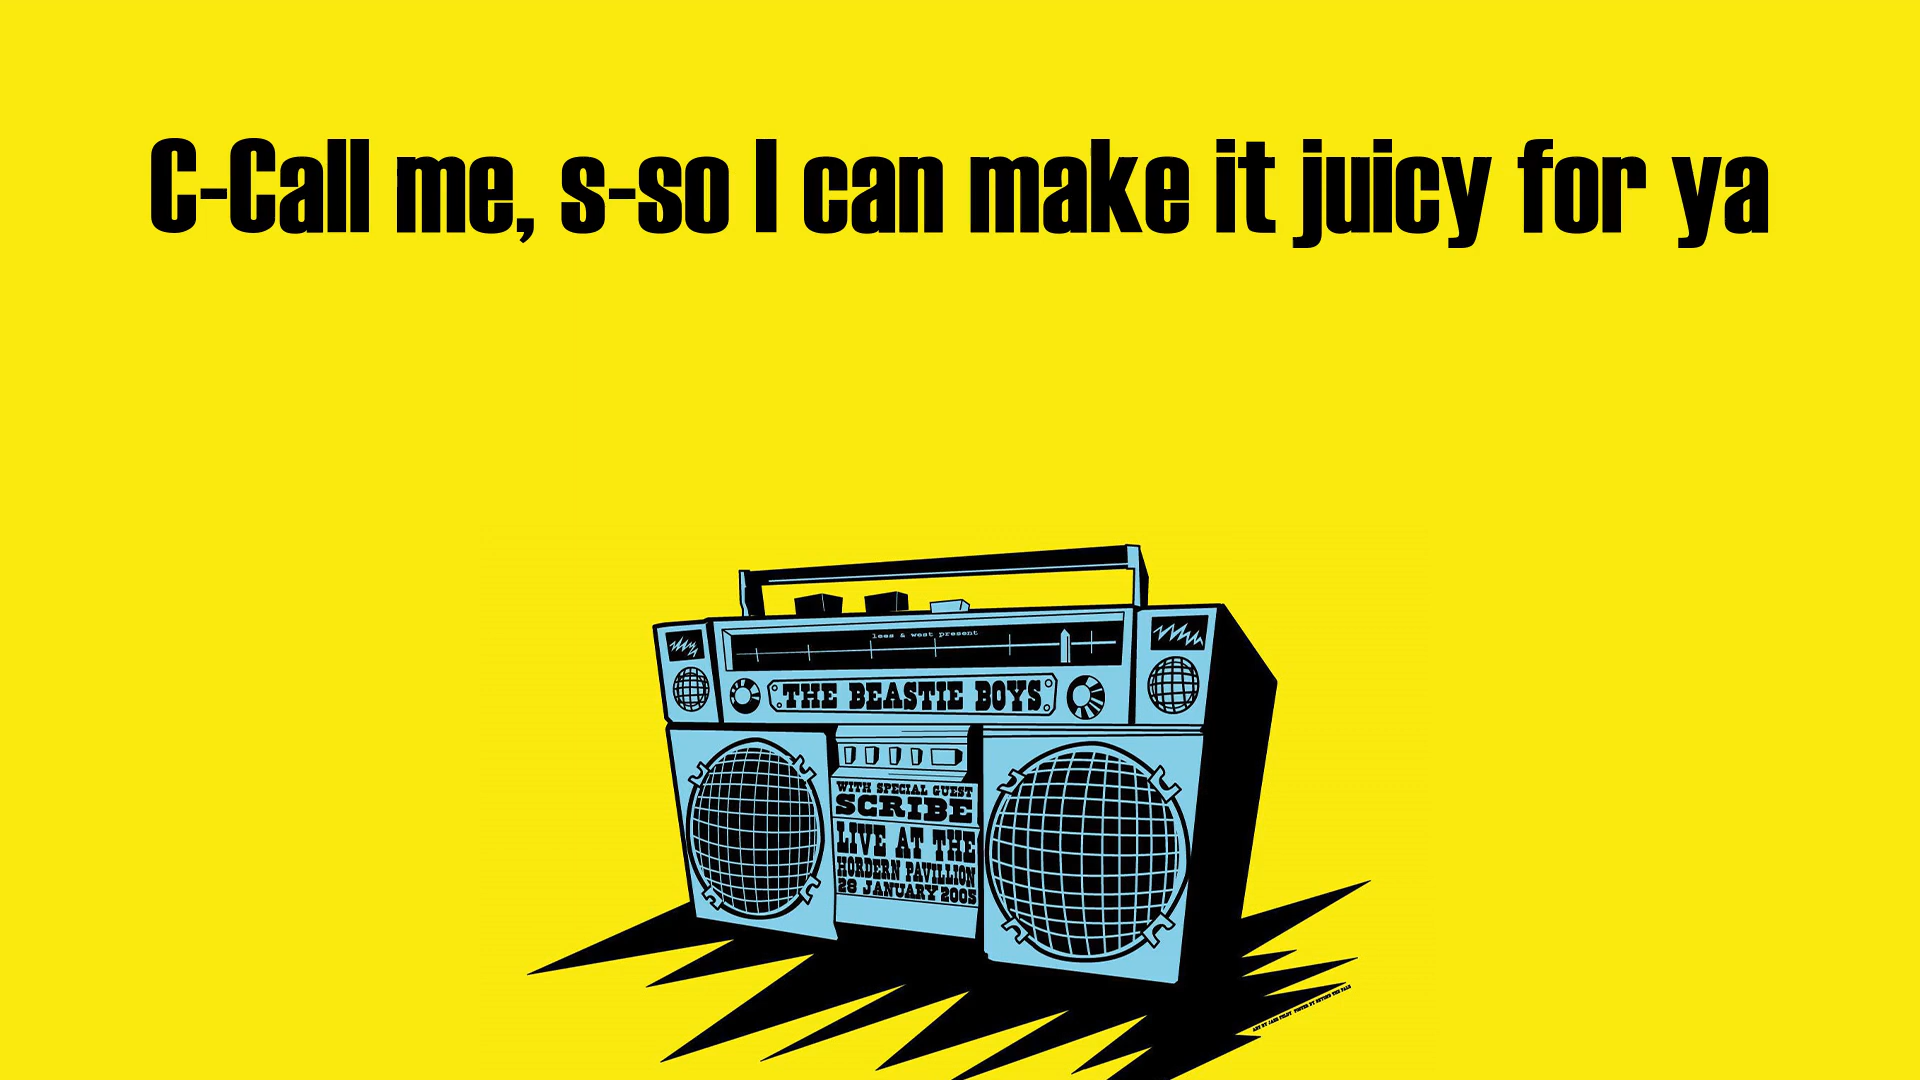 C-Call me, s-so I can make it juicy for ya
lees & west present
THE BEASTIE BOYS
WITH SPECIAL GUEST
SCRIBE
LIVE AT THE
HORDERN PAVILLION
28 JANUARY 2005